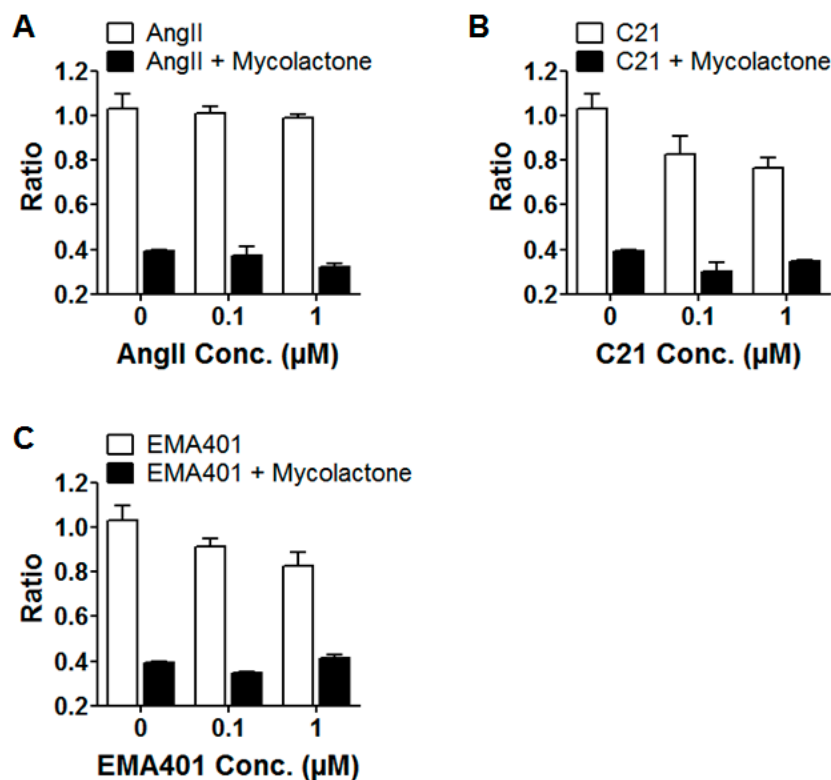 A
AngII
AngII + Mycolactone
1.2
1.0
0.8
0.6
0.4
0.2
Ratio
0 0.1 1
AngII Conc. (µM)
B
C21
C21 + Mycolactone
1.2
1.0
0.8
0.6
0.4
0.2
Ratio
0 0.1 1
C21 Conc. (µM)
C
EMA401
EMA401 + Mycolactone
1.2
1.0
0.8
0.6
0.4
0.2
Ratio
0 0.1 1
EMA401 Conc. (µM)